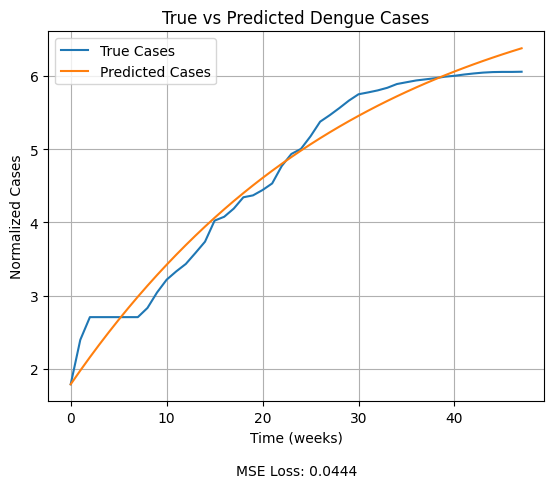 True vs Predicted Dengue Cases
True Cases
Predicted Cases
Normalized Cases
6
5
4
3
2
0
10
20
30
40
Time (weeks)
MSE Loss: 0.0444